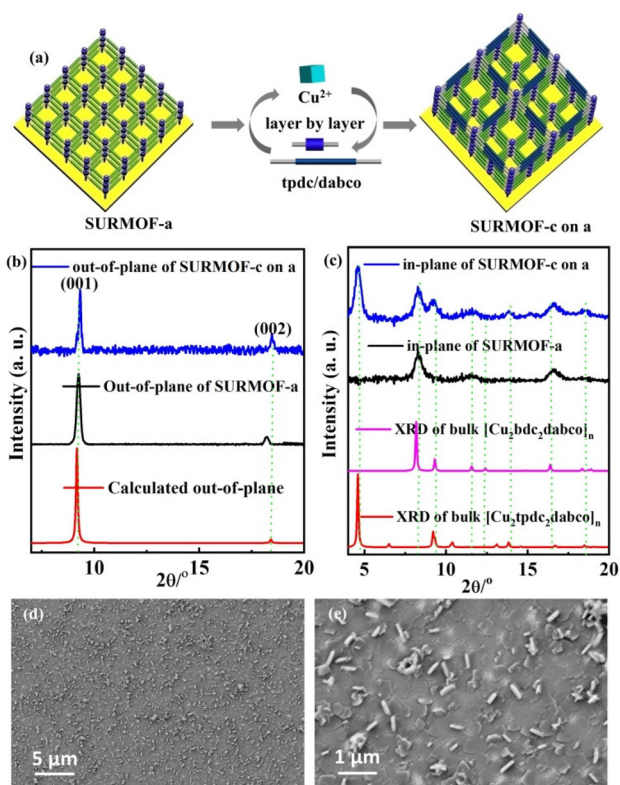 (a)
Cu2+
layer by layer
tpdc/dabco
SURMOF-a
SURMOF-c on a
(b)
out-of-plane of SURMOF-c on a
(001)
(002)
Out-of-plane of SURMOF-a
Calculated out-of-plane
Intensity (a. u.)
10
15
20
2θ/°
(c)
in-plane of SURMOF-c on a
in-plane of SURMOF-a
XRD of bulk [Cu2bdc2dabco]n
XRD of bulk [Cu2tpdc2dabco]n
Intensity (a. u.)
5
10
15
20
2θ/°
(d)
5 μm
(e)
1 μm